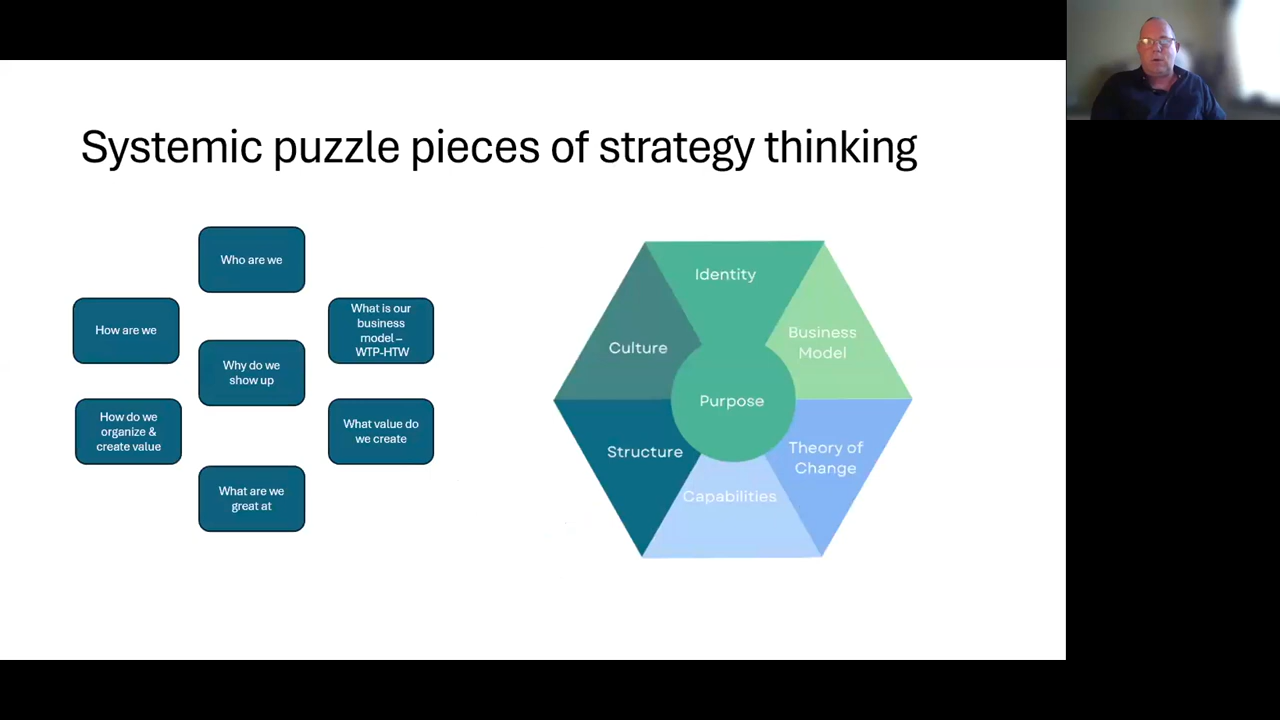 Systemic puzzle pieces of strategy thinking
Who are we
How are we
What is our
business
model –
WTP-HTW
Why do we
show up
How do we
organize &
create value
What value do
we create
What are we
great at
Identity
Culture
Business
Model
Purpose
Structure
Theory of
Change
Capabilities